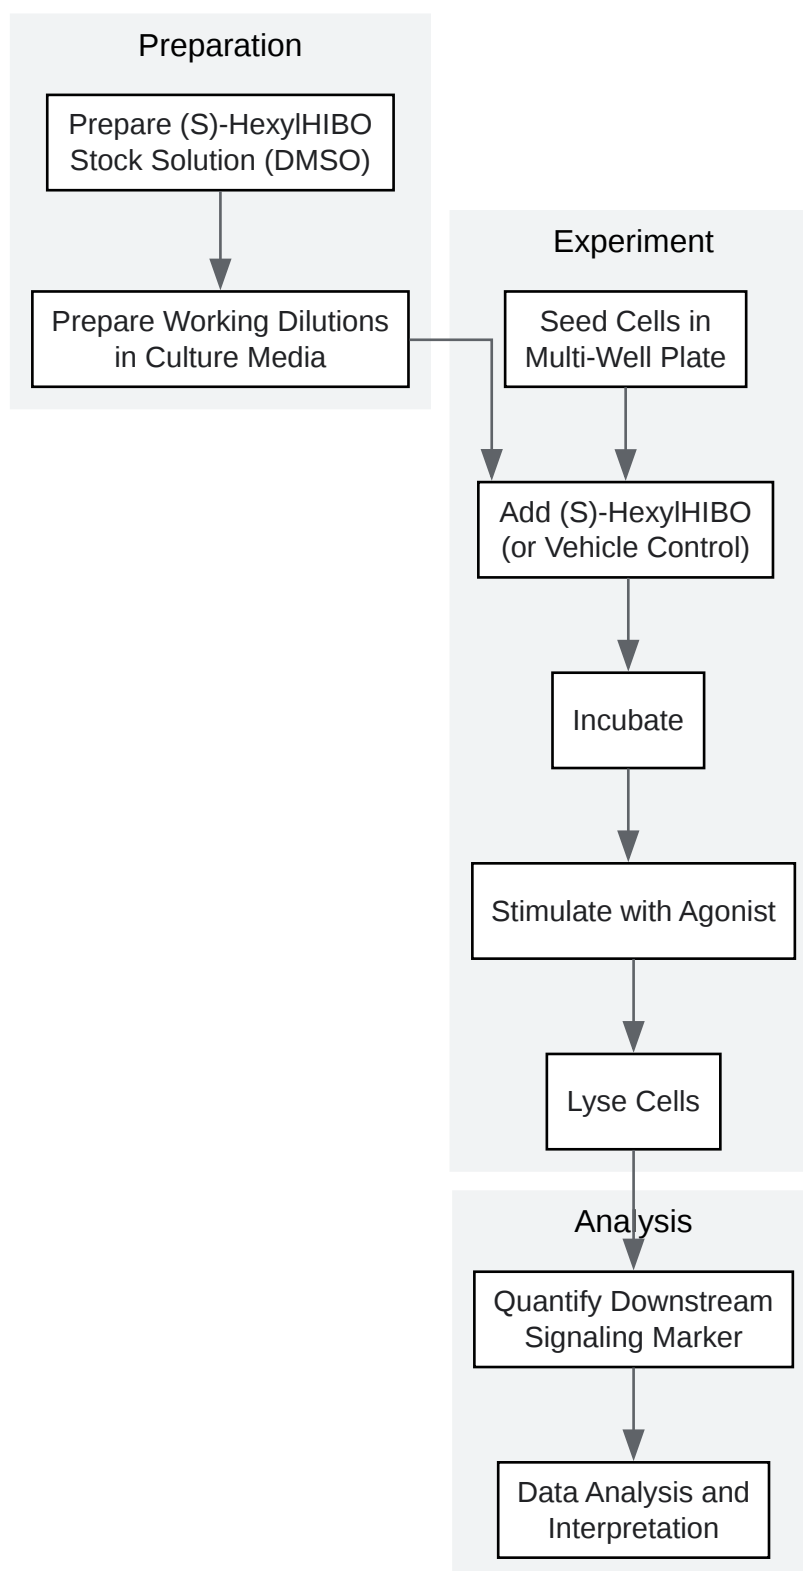 Preparation
Prepare (S)-HexylHIBO
Stock Solution (DMSO)
Prepare Working Dilutions
in Culture Media
Experiment
Seed Cells in
Multi-Well Plate
Add (S)-HexylHIBO
(or Vehicle Control)
Incubate
Stimulate with Agonist
Lyse Cells
Analysis
Quantify Downstream
Signaling Marker
Data Analysis and
Interpretation